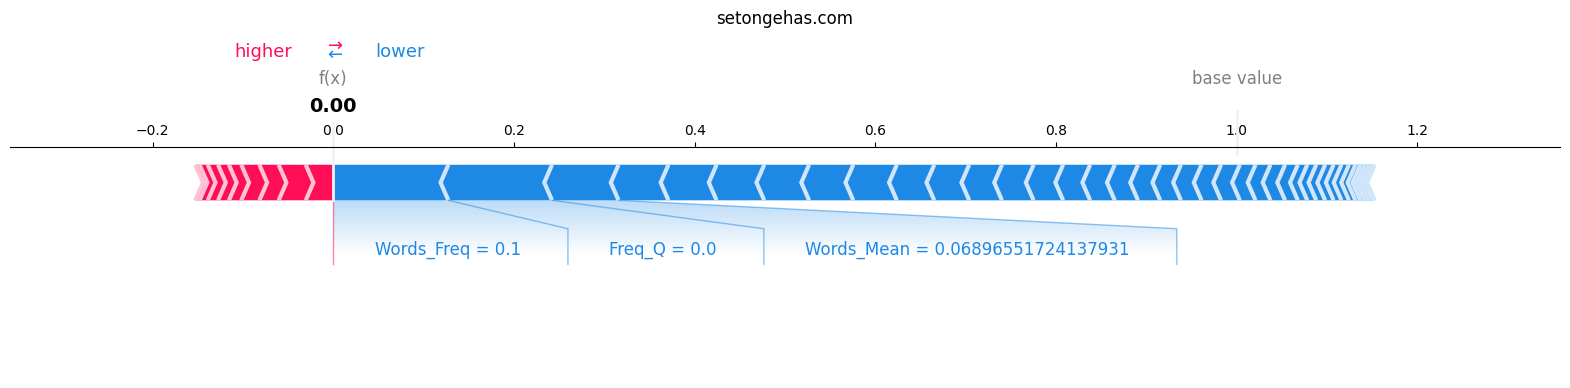 setongehas.com
higher ⇄ lower
f(x) base value
0.00
−0.2 0.0 0.2 0.4 0.6 0.8 1.0 1.2
Words_Freq = 0.1 Freq_Q = 0.0 Words_Mean = 0.06896551724137931